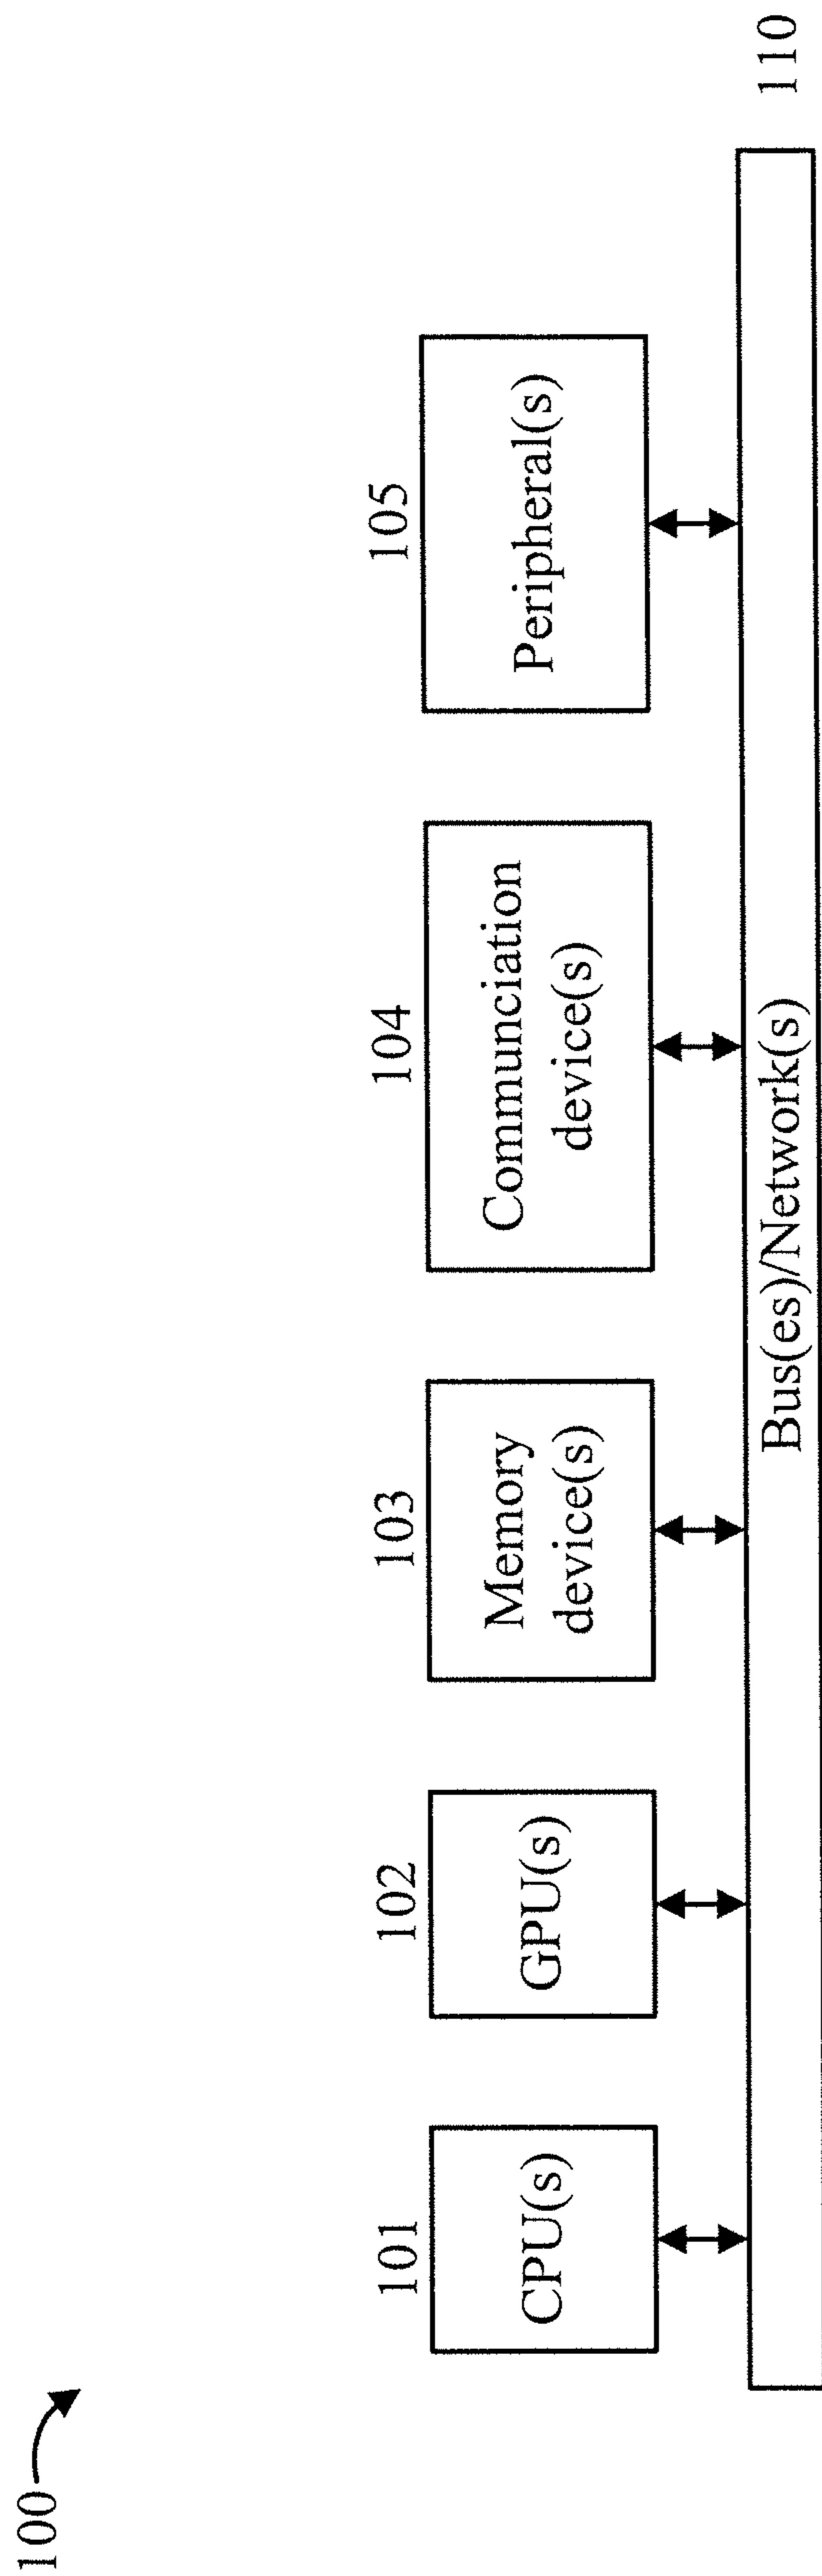 100
101
CPU(s)
102
GPU(s)
103
Memory
device(s)
104
Communciation
device(s)
105
Peripheral(s)
Bus(es)/Network(s)
110